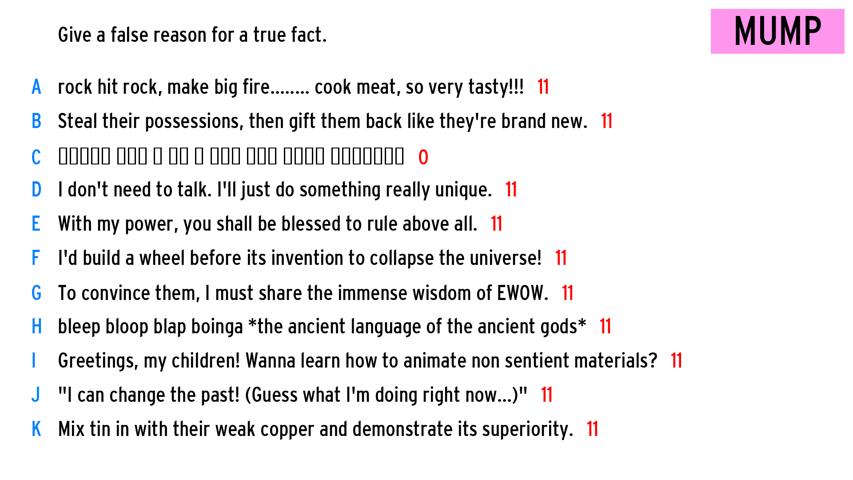 Give a false reason for a true fact.
MUMP
A rock hit rock, make big fire........ cook meat, so very tasty!!! 11
B Steal their possessions, then gift them back like they're brand new. 11
C 0
D I don't need to talk. I'll just do something really unique. 11
E With my power, you shall be blessed to rule above all. 11
F I'd build a wheel before its invention to collapse the universe! 11
G To convince them, I must share the immense wisdom of EWOW. 11
H bleep bloop blap boinga *the ancient language of the ancient gods* 11
I Greetings, my children! Wanna learn how to animate non sentient materials? 11
J "I can change the past! (Guess what I'm doing right now...)" 11
K Mix tin in with their weak copper and demonstrate its superiority. 11